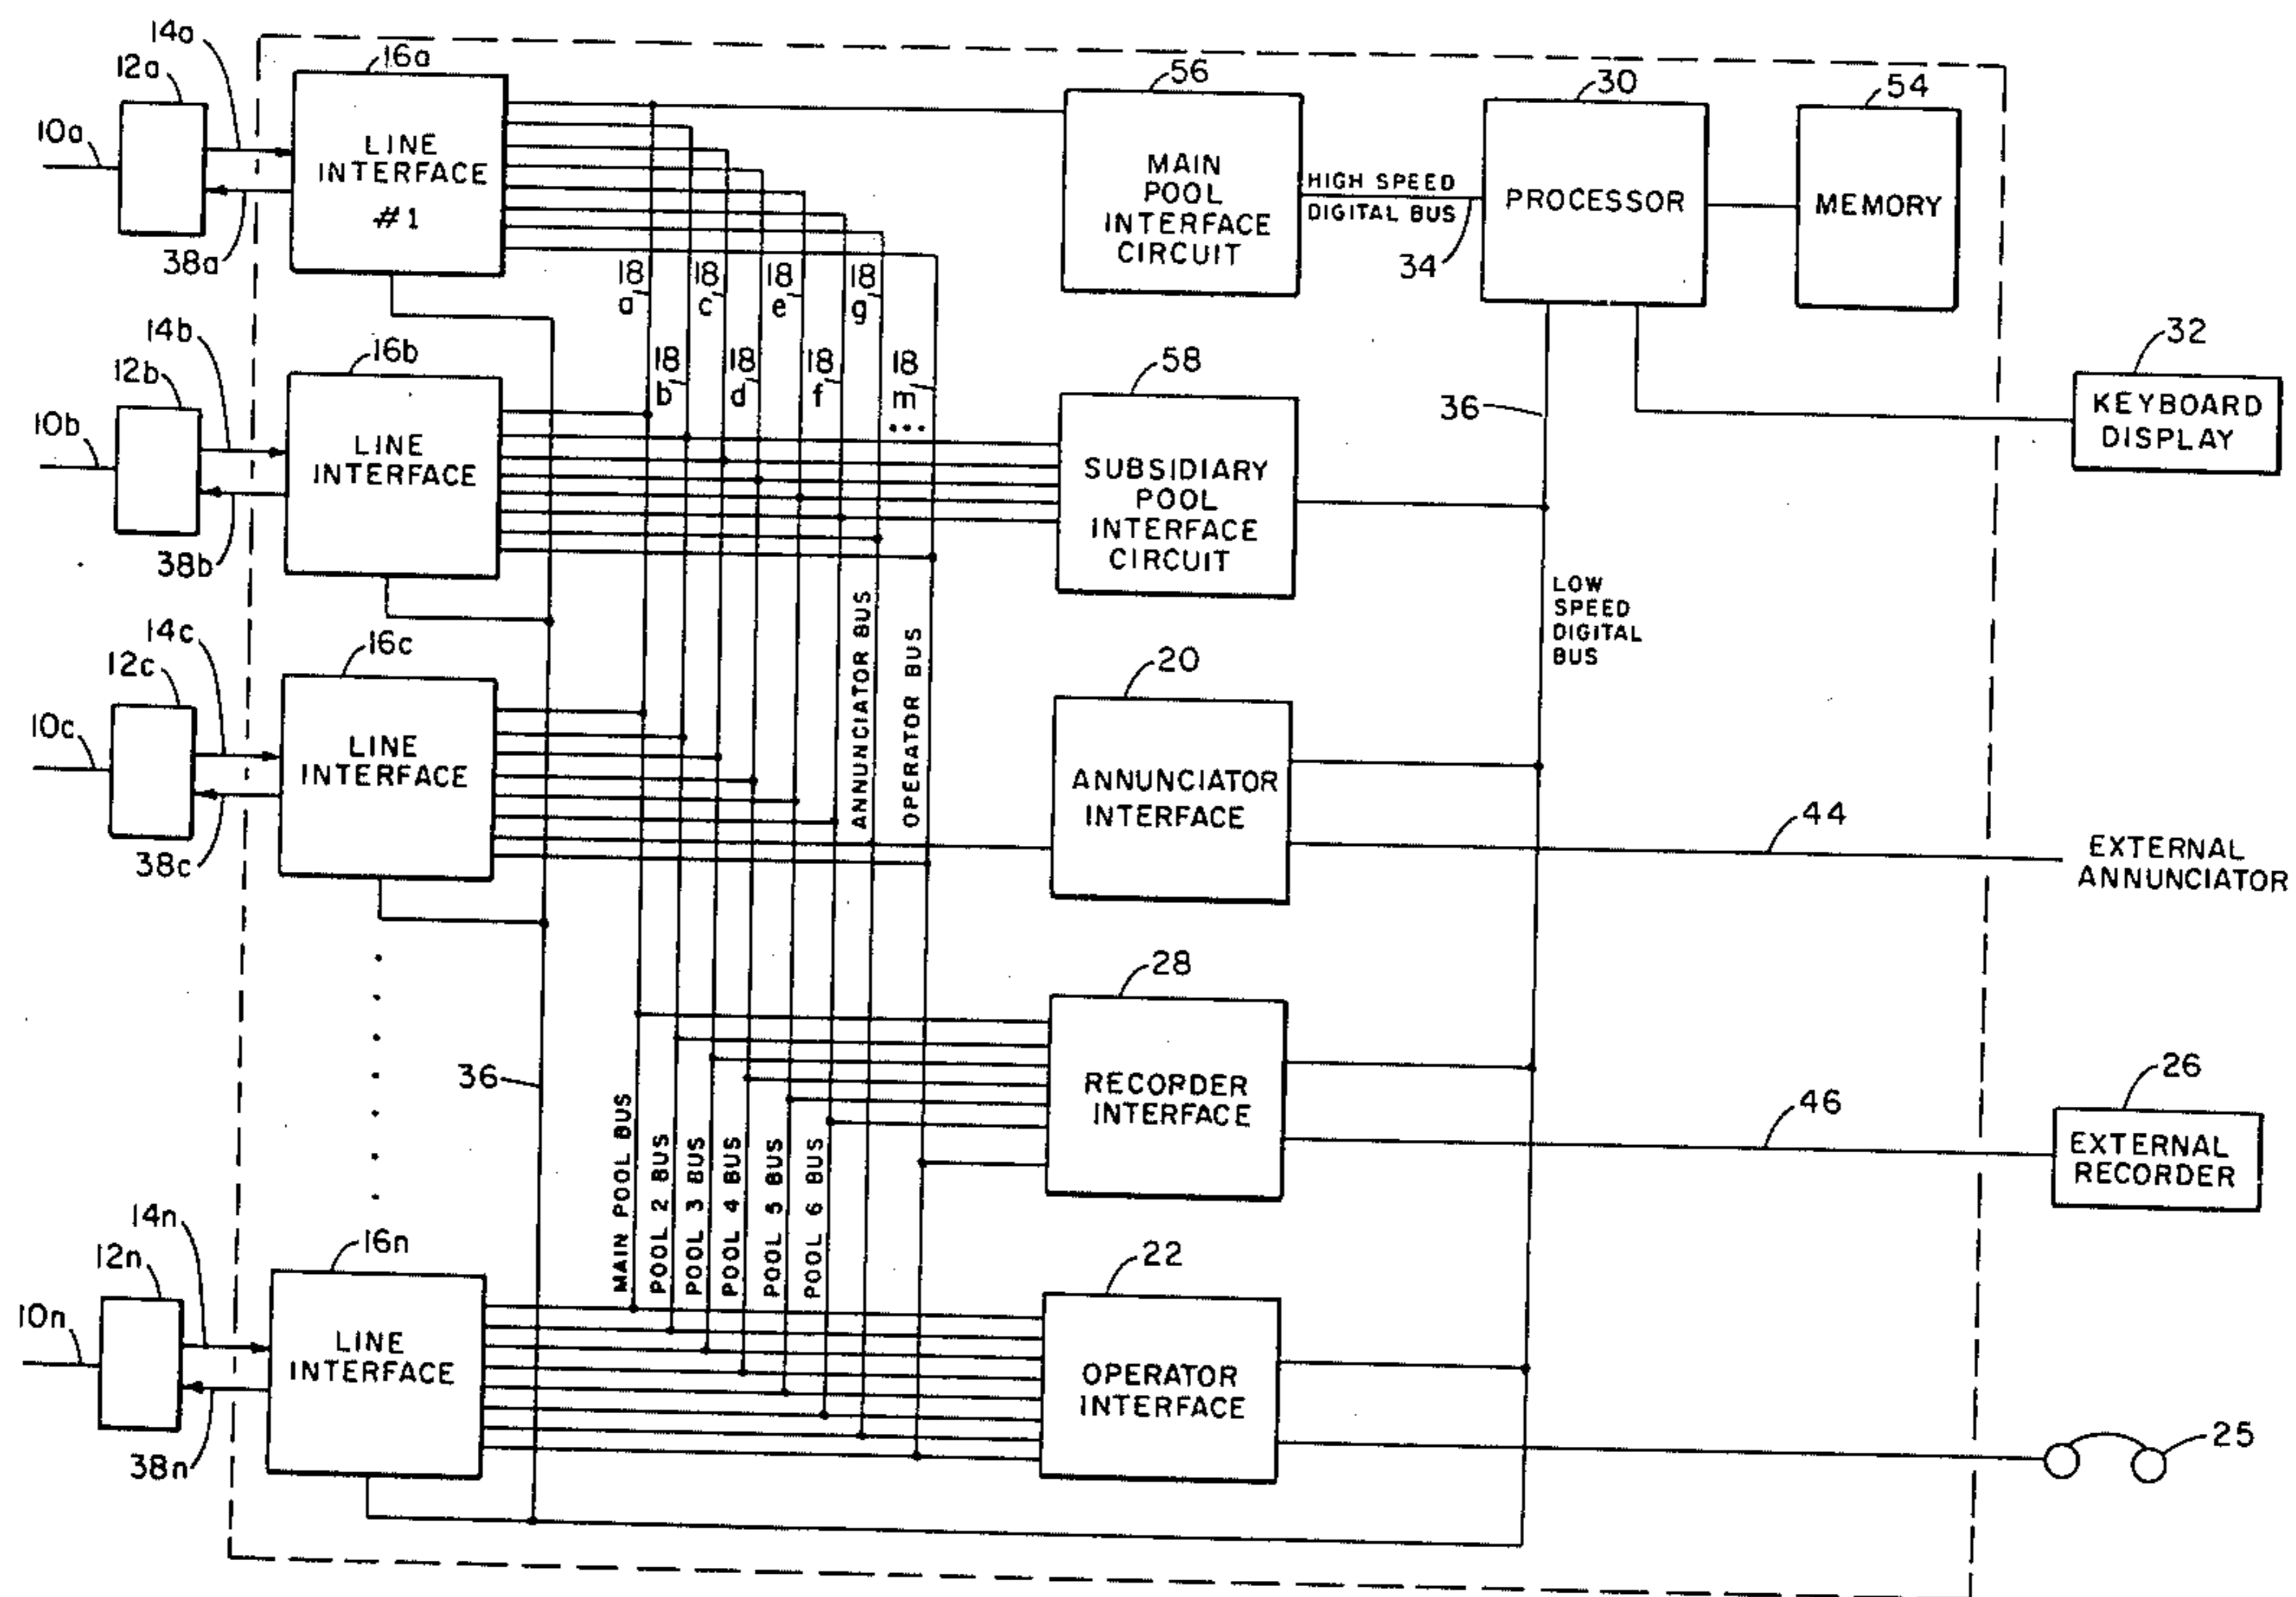 14a
12a
10a
38a
16a
LINE
INTERFACE
#1
56
MAIN
POOL
INTERFACE
CIRCUIT
HIGH SPEED
DIGITAL BUS
34
30
PROCESSOR
54
MEMORY
18
a
18
c
18
e
18
g
18
b
18
d
18
f
18
m
...
14b
12b
10b
38b
16b
LINE
INTERFACE
58
SUBSIDIARY
POOL
INTERFACE
CIRCUIT
36
32
KEYBOARD
DISPLAY
LOW
SPEED
DIGITAL
BUS
ANNUNCIATOR BUS
OPERATOR BUS
14c
12c
10c
38c
16c
LINE
INTERFACE
20
ANNUNCIATOR
INTERFACE
44
EXTERNAL
ANNUNCIATOR
36
28
RECORDER
INTERFACE
46
26
EXTERNAL
RECORDER
MAIN POOL BUS
POOL 2 BUS
POOL 3 BUS
POOL 4 BUS
POOL 5 BUS
POOL 6 BUS
14n
12n
10n
38n
16n
LINE
INTERFACE
22
OPERATOR
INTERFACE
25